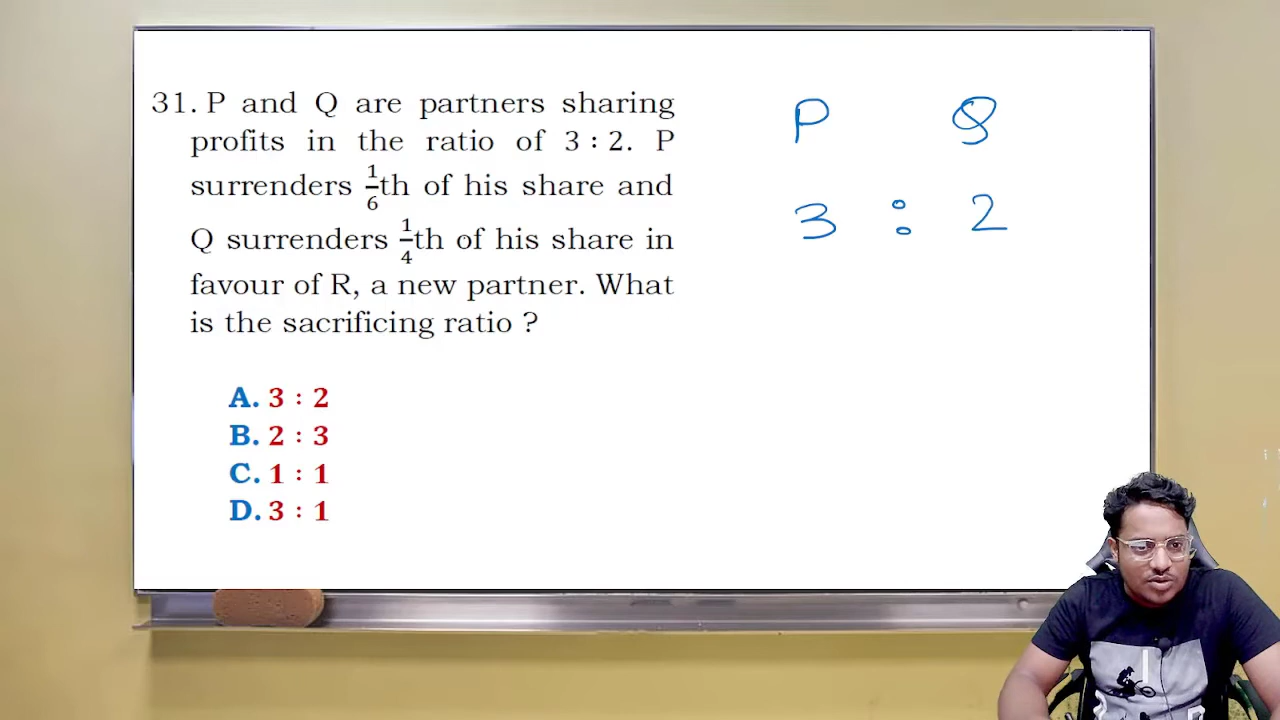 31. P and Q are partners sharing
profits in the ratio of 3 : 2. P
surrenders 1/6th of his share and
Q surrenders 1/4th of his share in
favour of R, a new partner. What
is the sacrificing ratio ?
A. 3 : 2
B. 2 : 3
C. 1 : 1
D. 3 : 1
P Q
3 : 2